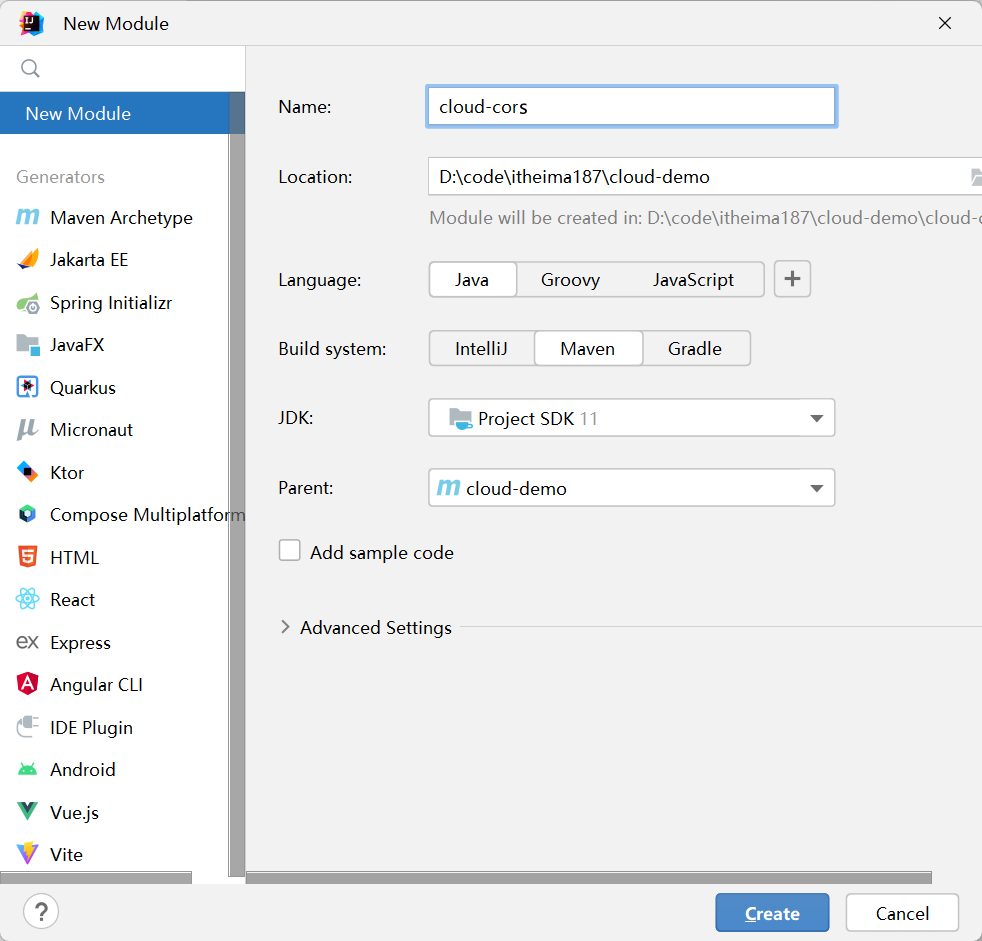 New Module
New Module
Generators
Maven Archetype
Jakarta EE
Spring Initializr
JavaFX
Quarkus
Micronaut
Ktor
Compose Multiplatform
HTML
React
Express
Angular CLI
IDE Plugin
Android
Vue.js
Vite
Name: cloud-cors
Location: D:\code\itheima187\cloud-demo
Module will be created in: D:\code\itheima187\cloud-demo\cloud-c
Language: Java Groovy JavaScript
Build system: IntelliJ Maven Gradle
JDK: Project SDK 11
Parent: cloud-demo
Add sample code
Advanced Settings
? Create Cancel